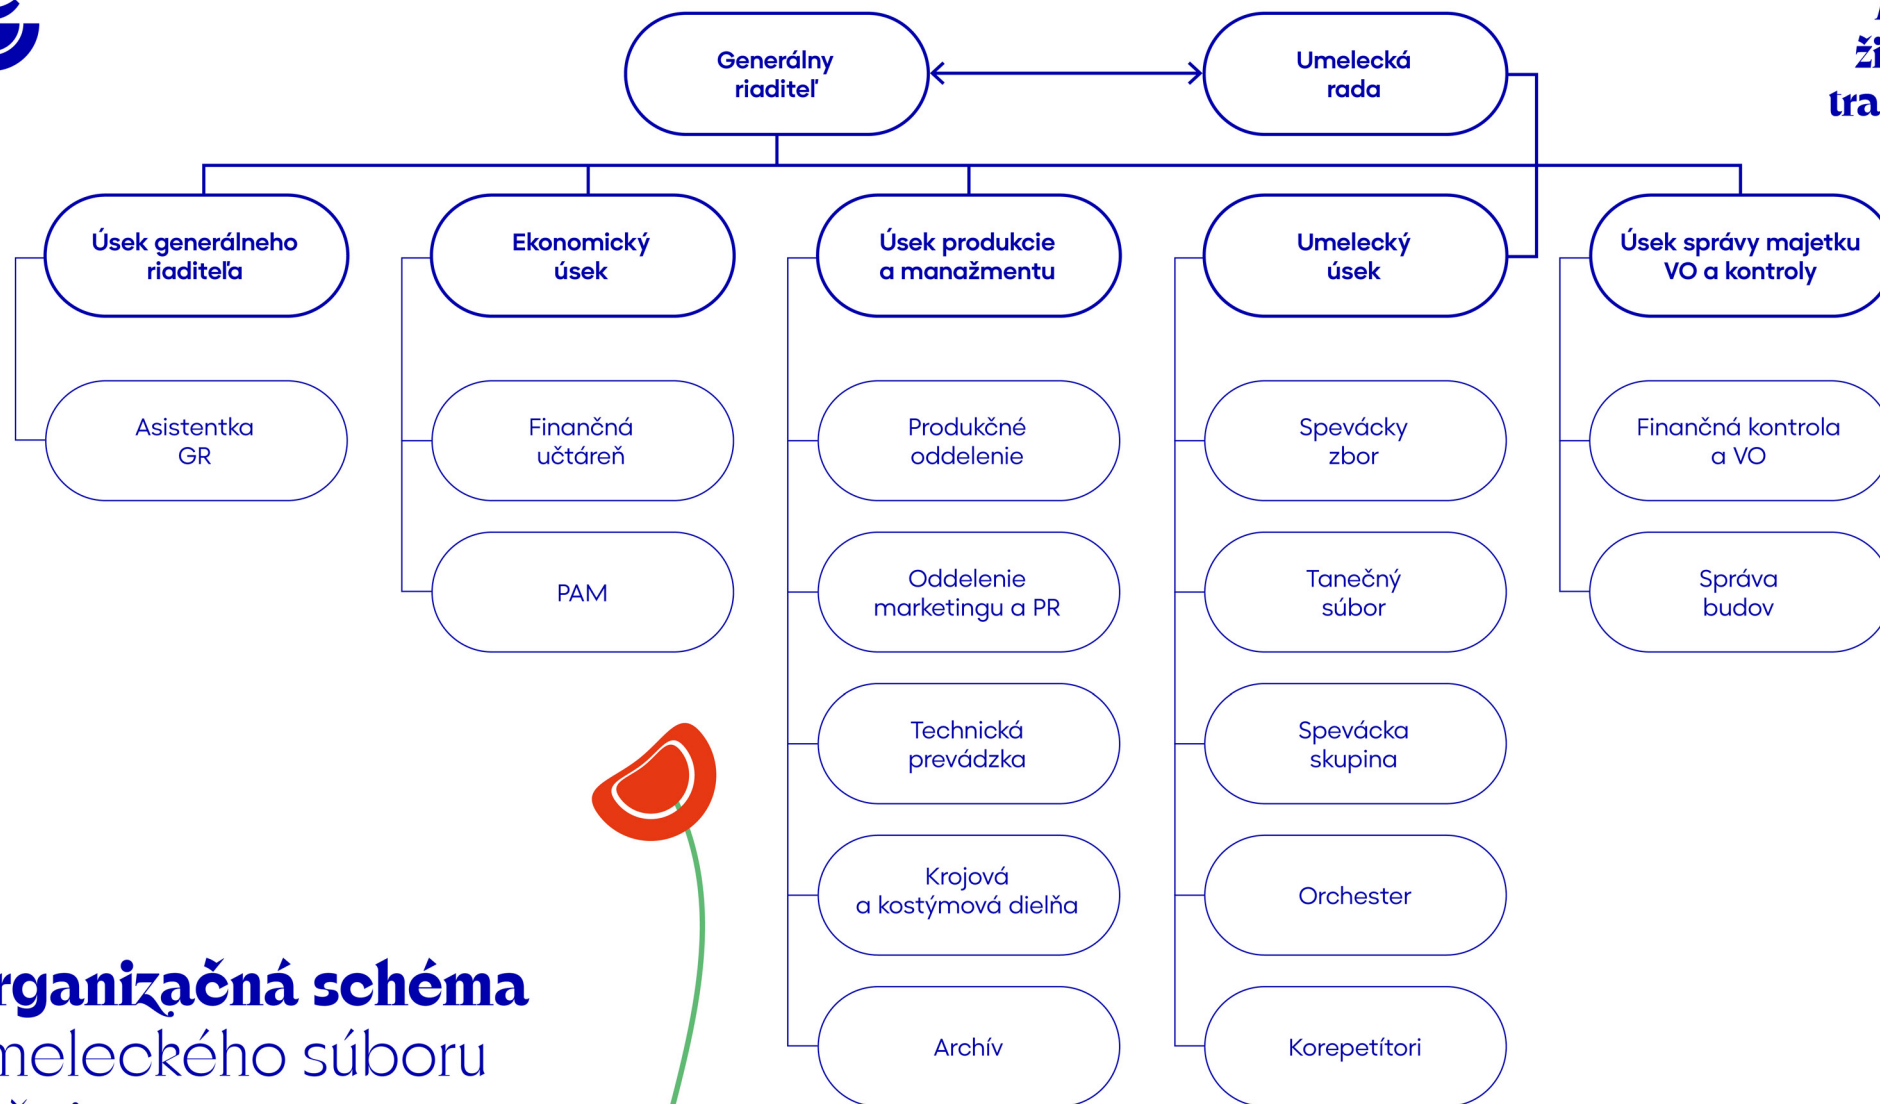 Generálny
riaditeľ
Umelecká
rada
Úsek generálneho
riaditeľa
Ekonomický
úsek
Úsek produkcie
a manažmentu
Umelecký
úsek
Úsek správy majetku
VO a kontroly
Asistentka
GR
Finančná
učtáreň
Produkčné
oddelenie
Spevácky
zbor
Finančná kontrola
a VO
PAM
Oddelenie
marketingu a PR
Tanečný
súbor
Správa
budov
Technická
prevádzka
Spevácka
skupina
Krojová
a kostýmová dielňa
Orchester
Archív
Korepetítori
rganizačná schéma
meleckého súboru